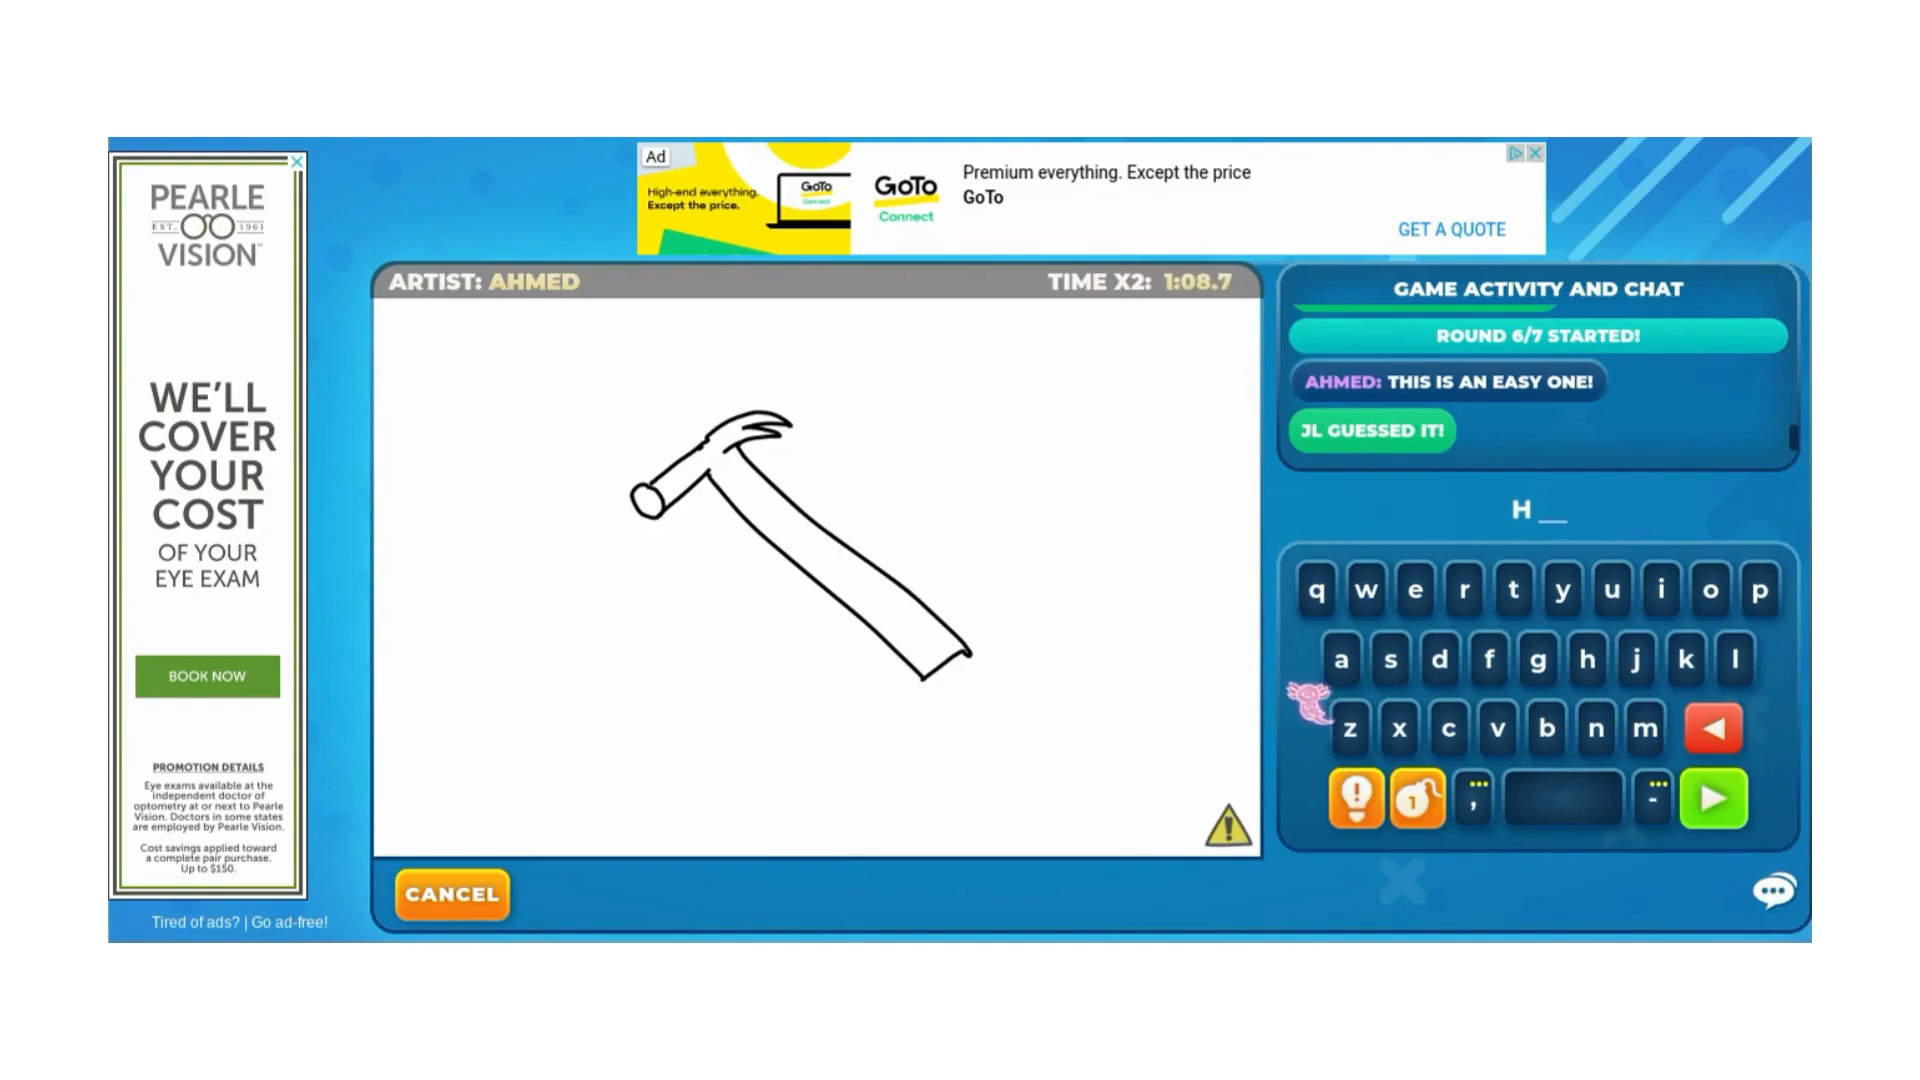 PEARLE
EST. 1961
VISION
WE'LL
COVER
YOUR
COST
OF YOUR
EYE EXAM
BOOK NOW
PROMOTION DETAILS
Eye exams available at the
independent doctor of
optometry at or next to Pearle
Vision. Doctors in some states
are employed by Pearle Vision.
Cost savings applied toward
a complete pair purchase.
Up to $150.
Tired of ads? | Go ad-free!
Ad
High-end everything.
Except the price.
GoTo
Connect
GoTo
Connect
Premium everything. Except the price
GoTo
GET A QUOTE
ARTIST: AHMED
TIME X2: 1:08.7
CANCEL
GAME ACTIVITY AND CHAT
ROUND 6/7 STARTED!
AHMED: THIS IS AN EASY ONE!
JL GUESSED IT!
H __
q w e r t y u i o p
a s d f g h j k l
z x c v b n m
! 1 , -